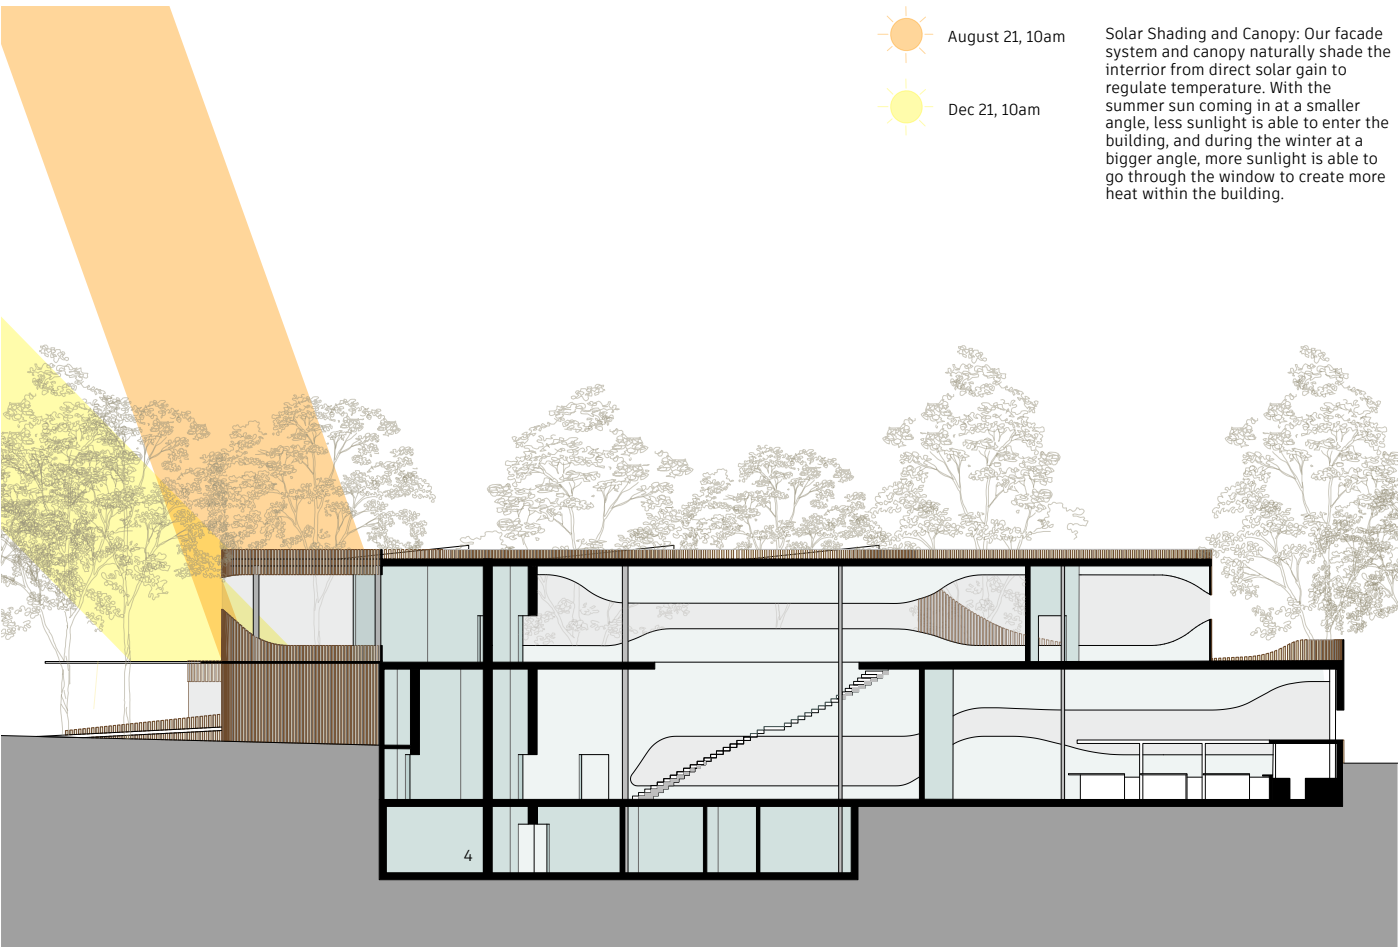 August 21, 10am
Dec 21, 10am
Solar Shading and Canopy: Our facade
system and canopy naturally shade the
interrior from direct solar gain to
regulate temperature. With the
summer sun coming in at a smaller
angle, less sunlight is able to enter the
building, and during the winter at a
bigger angle, more sunlight is able to
go through the window to create more
heat within the building.
4